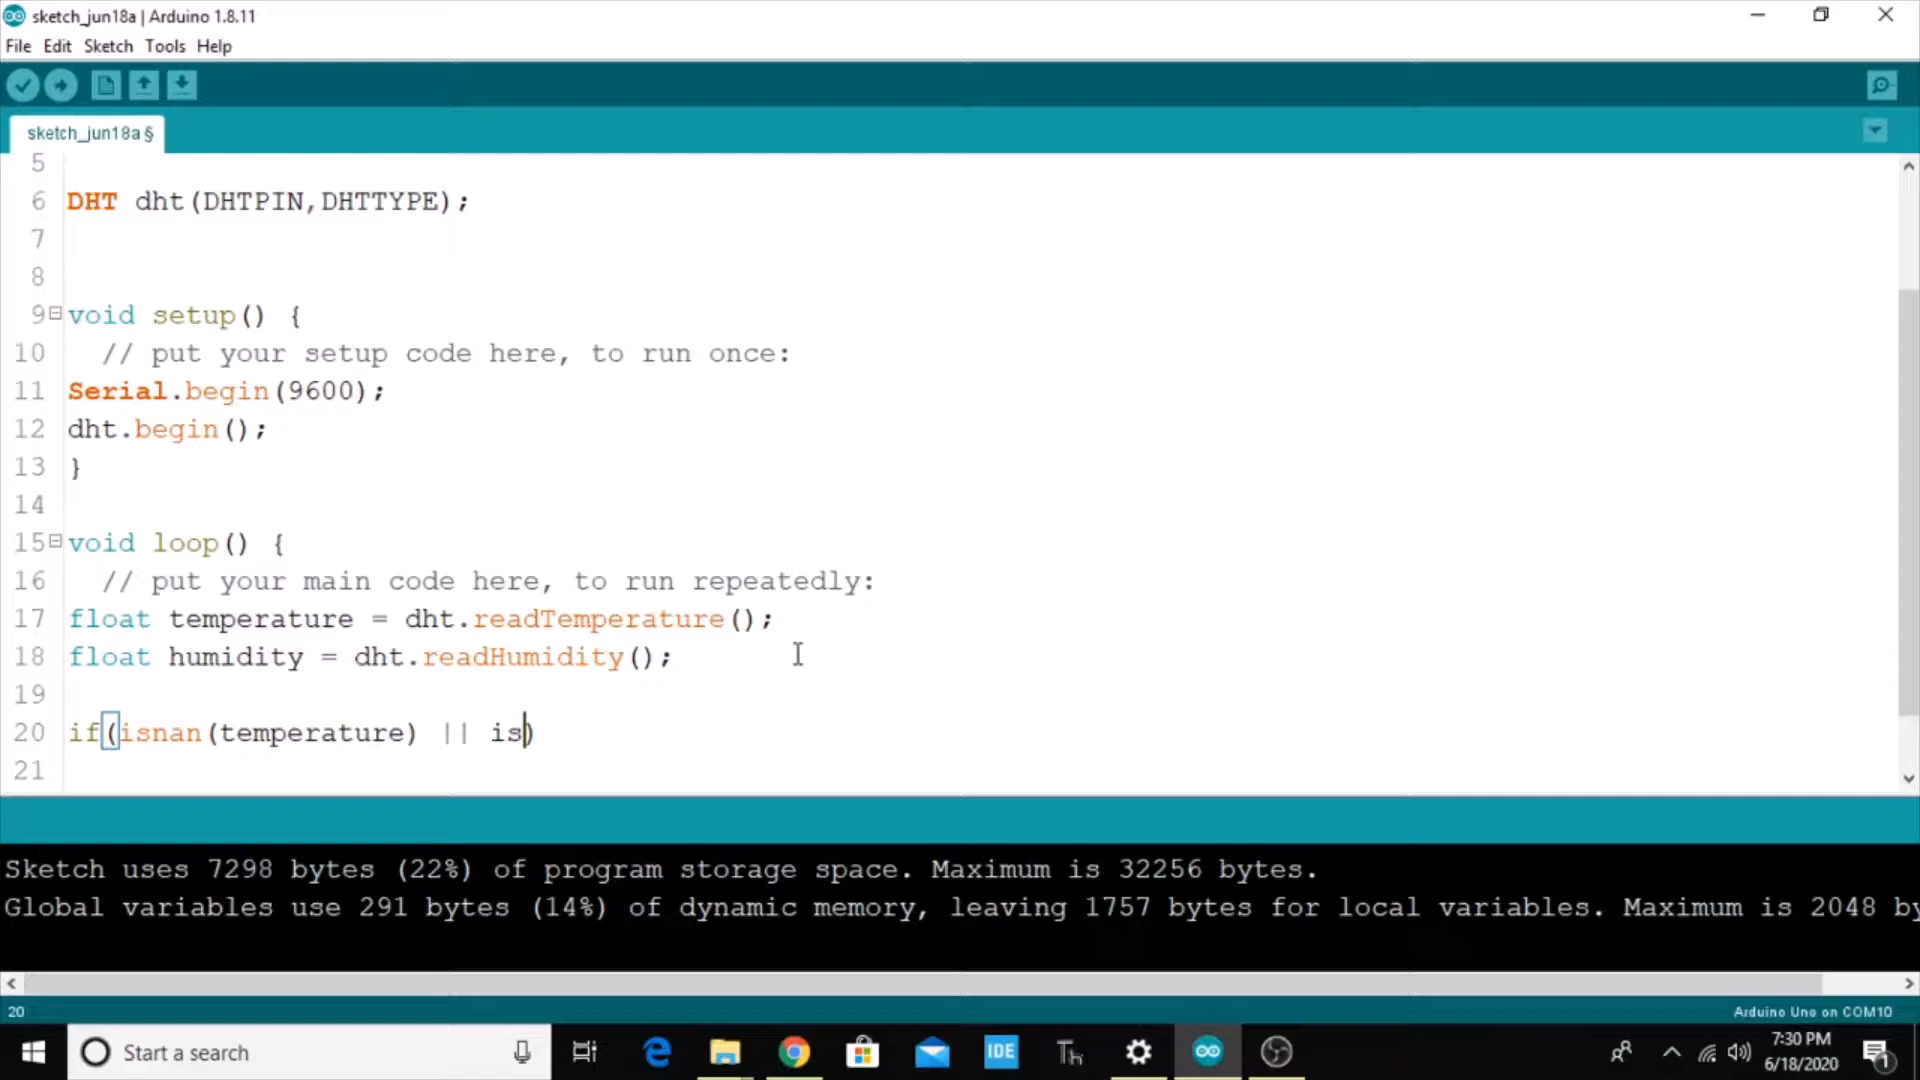 sketch_jun18a | Arduino 1.8.11
File Edit Sketch Tools Help
sketch_jun18a §
5
6 DHT dht(DHTPIN,DHTTYPE);
7
8
9 void setup() {
10 // put your setup code here, to run once:
11 Serial.begin(9600);
12 dht.begin();
13 }
14
15 void loop() {
16 // put your main code here, to run repeatedly:
17 float temperature = dht.readTemperature();
18 float humidity = dht.readHumidity();
19
20 if(isnan(temperature) || is)
21
Sketch uses 7298 bytes (22%) of program storage space. Maximum is 32256 bytes.
Global variables use 291 bytes (14%) of dynamic memory, leaving 1757 bytes for local variables. Maximum is 2048 by
20
Arduino Uno on COM10
Start a search
IDE
Th
7:30 PM
6/18/2020
1